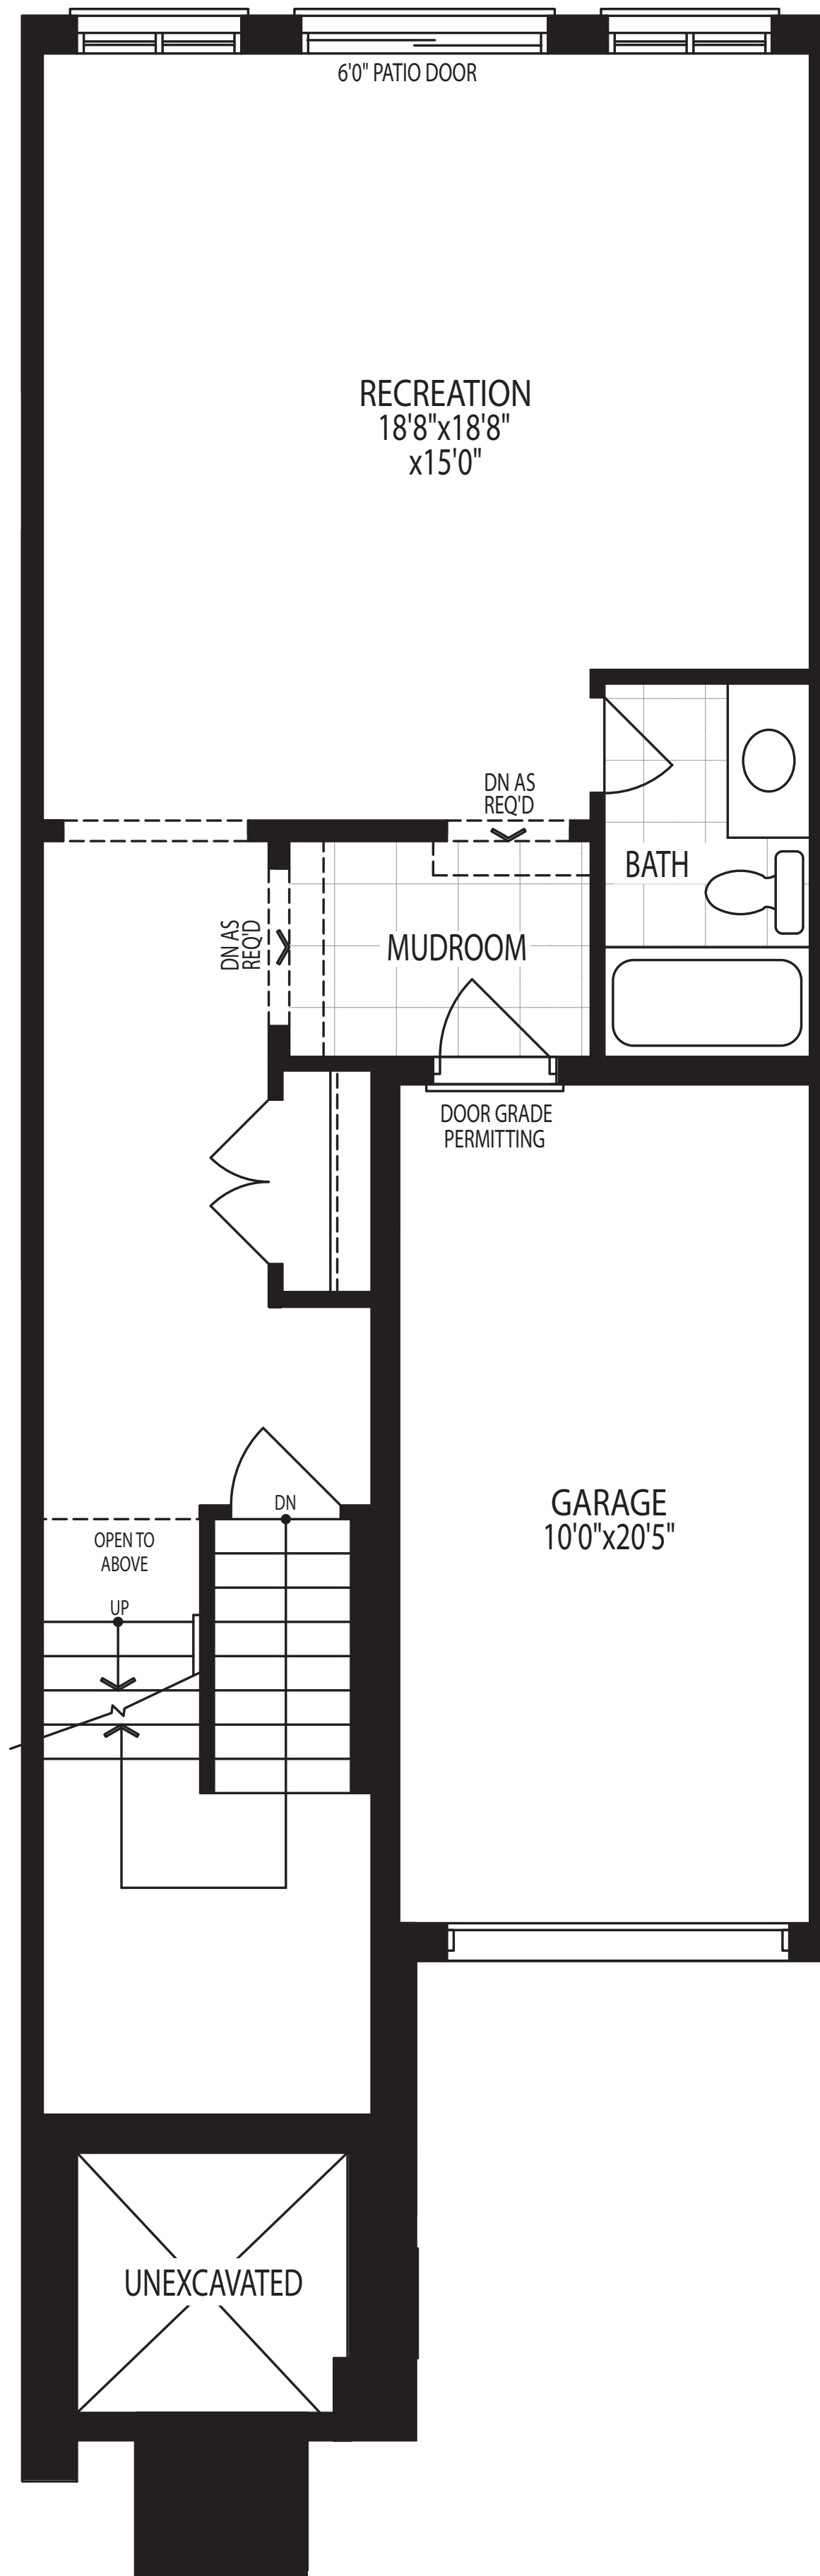 6'0" PATIO DOOR
RECREATION
18'8"x18'8"
x15'0"
DN AS
REQ'D
BATH
DN AS
REQ'D
MUDROOM
DOOR GRADE
PERMITTING
DN
GARAGE
10'0"x20'5"
OPEN TO
ABOVE
UP
UNEXCAVATED